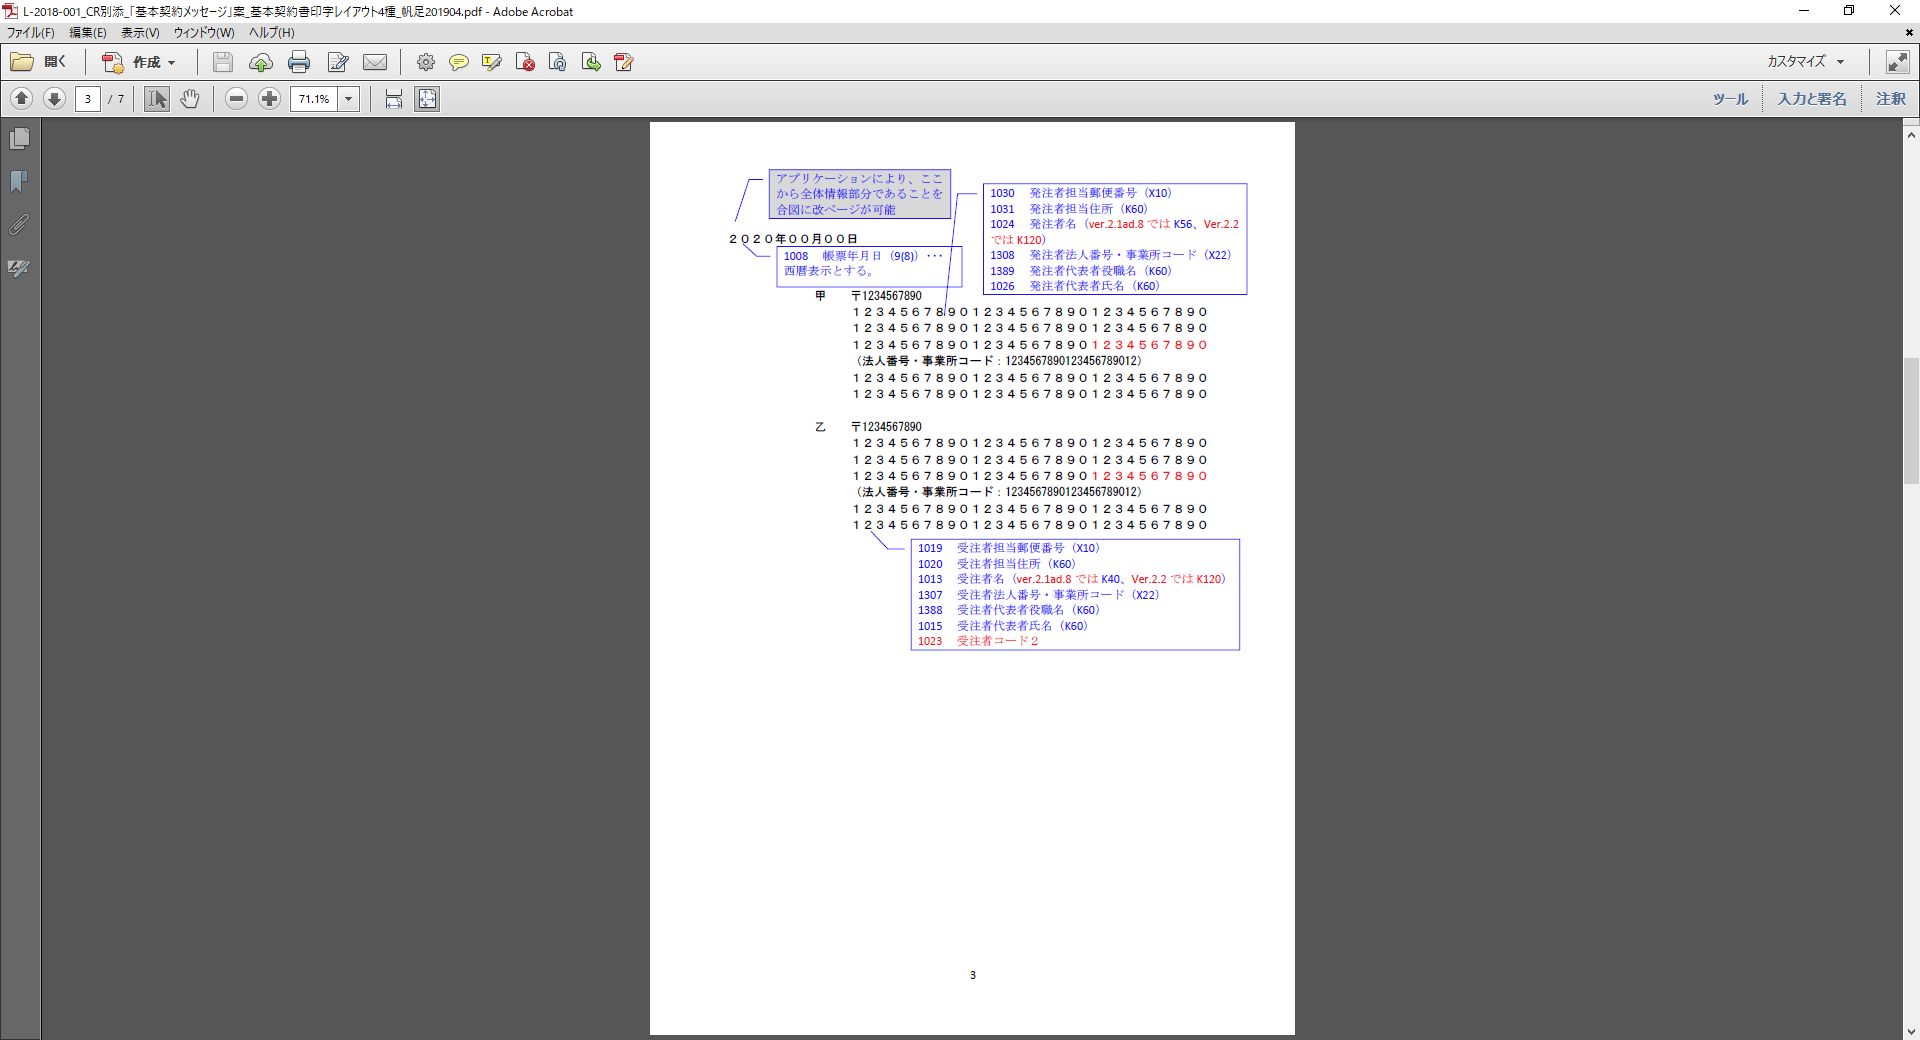 L-2018-001_CR別添_「基本契約メッセージ」案_基本契約書印字レイアウト4種_帆足201904.pdf - Adobe Acrobat
ファイル(F) 編集(E) 表示(V) ウィンドウ(W) ヘルプ(H)
開く 作成 カスタマイズ
3 / 7 71.1% ツール 入力と署名 注釈
アプリケーションにより、ここ
から全体情報部分であることを
合図に改ページが可能
1030 発注者担当郵便番号（X10）
1031 発注者担当住所（K60）
1024 発注者名（ver.2.1ad.8 では K56、Ver.2.2
では K120）
1308 発注者法人番号・事業所コード（X22）
1389 発注者代表者役職名（K60）
1026 発注者代表者氏名（K60）
２０２０年００月００日
1008 帳票年月日（9(8)）・・・
西暦表示とする。
甲 〒1234567890
１２３４５６７８９０１２３４５６７８９０１２３４５６７８９０
１２３４５６７８９０１２３４５６７８９０１２３４５６７８９０
１２３４５６７８９０１２３４５６７８９０１２３４５６７８９０
（法人番号・事業所コード：1234567890123456789012）
１２３４５６７８９０１２３４５６７８９０１２３４５６７８９０
１２３４５６７８９０１２３４５６７８９０１２３４５６７８９０
乙 〒1234567890
１２３４５６７８９０１２３４５６７８９０１２３４５６７８９０
１２３４５６７８９０１２３４５６７８９０１２３４５６７８９０
１２３４５６７８９０１２３４５６７８９０１２３４５６７８９０
（法人番号・事業所コード：1234567890123456789012）
１２３４５６７８９０１２３４５６７８９０１２３４５６７８９０
１２３４５６７８９０１２３４５６７８９０１２３４５６７８９０
1019 受注者担当郵便番号（X10）
1020 受注者担当住所（K60）
1013 受注者名（ver.2.1ad.8 では K40、Ver.2.2 では K120）
1307 受注者法人番号・事業所コード（X22）
1388 受注者代表者役職名（K60）
1015 受注者代表者氏名（K60）
1023 受注者コード２
3